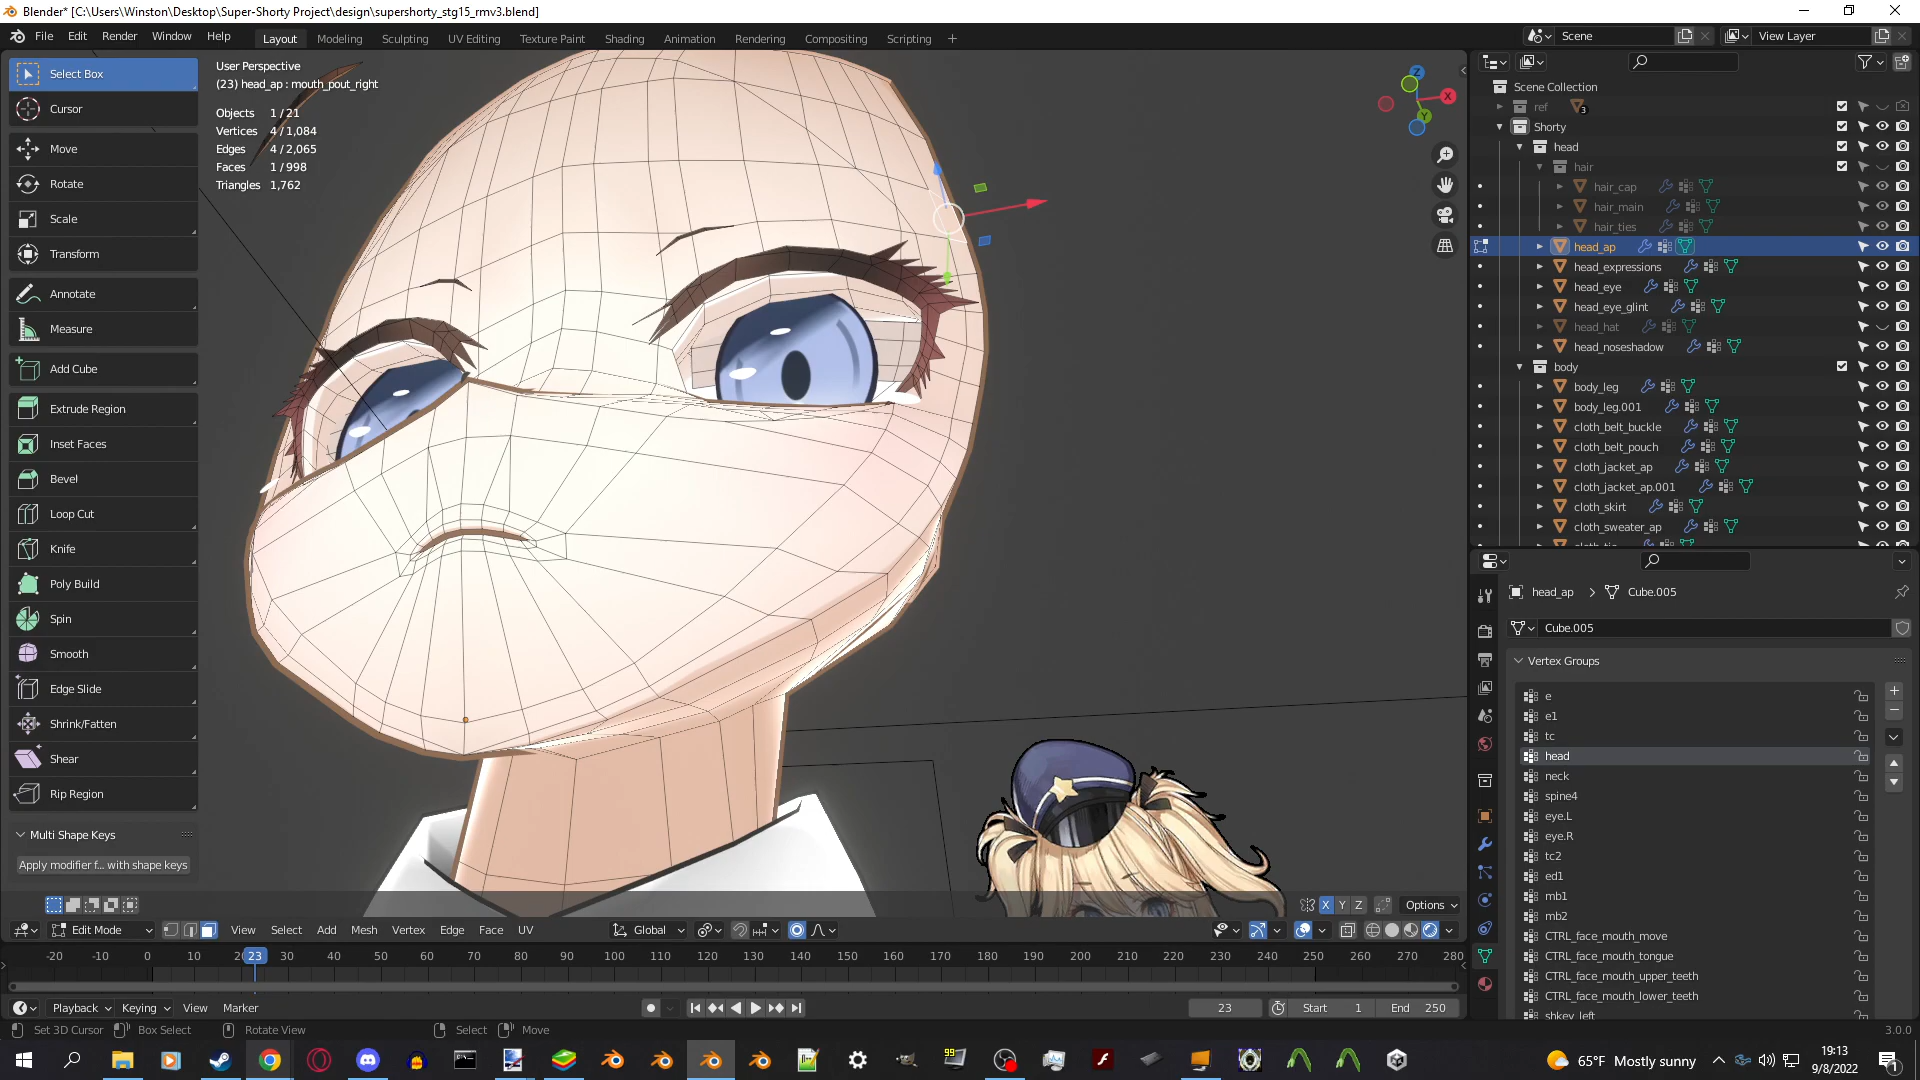 Blender* [C:\Users\Winston\Desktop\Super-Shorty Project\design\supershorty_stg15_rmv3.blend]
File Edit Render Window Help Layout Modeling Sculpting UV Editing Texture Paint Shading Animation Rendering Compositing Scripting + Scene View Layer
Select Box
Cursor
Move
Rotate
Scale
Transform
Annotate
Measure
Add Cube
Extrude Region
Inset Faces
Bevel
Loop Cut
Knife
Poly Build
Spin
Smooth
Edge Slide
Shrink/Fatten
Shear
Rip Region
Multi Shape Keys
Apply modifier f... with shape keys
User Perspective
(23) head_ap : mouth_pout_right
Objects 1 / 21
Vertices 4 / 1,084
Edges 4 / 2,065
Faces 1 / 998
Triangles 1,762
Z
X
Y
X Y Z Options
Edit Mode View Select Add Mesh Vertex Edge Face UV Global
Scene Collection
ref 3
Shorty
head
hair
hair_cap
hair_main
hair_ties
head_ap
head_expressions
head_eye
head_eye_glint
head_hat
head_noseshadow
body
body_leg
body_leg.001
cloth_belt_buckle
cloth_belt_pouch
cloth_jacket_ap
cloth_jacket_ap.001
cloth_skirt
cloth_sweater_ap
head_ap > Cube.005
Cube.005
Vertex Groups
e
e1
tc
head
neck
spine4
eye.L
eye.R
tc2
ed1
mb1
mb2
CTRL_face_mouth_move
CTRL_face_mouth_tongue
CTRL_face_mouth_upper_teeth
CTRL_face_mouth_lower_teeth
shkey_left
-20 -10 0 10 23 30 40 50 60 70 80 90 100 110 120 130 140 150 160 170 180 190 200 210 220 230 240 250 260 270 280
Playback Keying View Marker 23 Start 1 End 250
Set 3D Cursor Box Select Rotate View Select Move 3.0.0
99 65°F Mostly sunny 19:13
9/8/2022 1